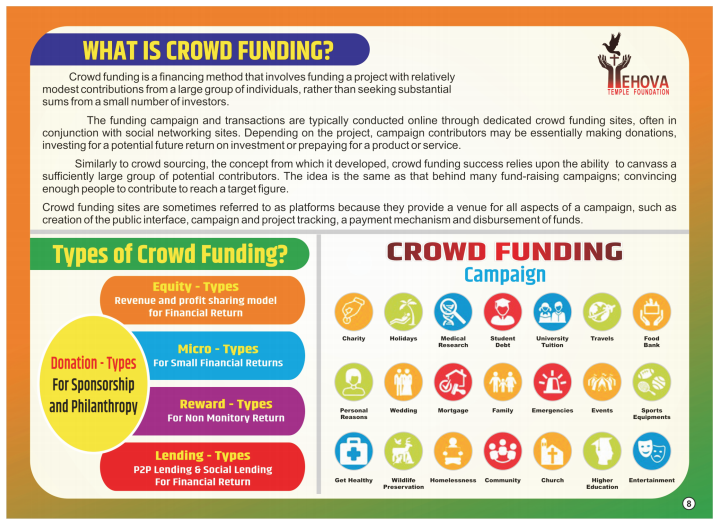 WHAT IS CROWD FUNDING?
JEHOVA
TEMPLE FOUNDATION
Crowd funding is a financing method that involves funding a project with relatively
modest contributions from a large group of individuals, rather than seeking substantial
sums from a small number of investors.
The funding campaign and transactions are typically conducted online through dedicated crowd funding sites, often in
conjunction with social networking sites. Depending on the project, campaign contributors may be essentially making donations,
investing for a potential future return on investment or prepaying for a product or service.
Similarly to crowd sourcing, the concept from which it developed, crowd funding success relies upon the ability to canvass a
sufficiently large group of potential contributors. The idea is the same as that behind many fund-raising campaigns; convincing
enough people to contribute to reach a target figure.
Crowd funding sites are sometimes referred to as platforms because they provide a venue for all aspects of a campaign, such as
creation of the public interface, campaign and project tracking, a payment mechanism and disbursement of funds.
Types of Crowd Funding?
Equity - Types
Revenue and profit sharing model
for Financial Return
Micro - Types
For Small Financial Returns
Donation - Types
For Sponsorship
and Philanthropy
Reward - Types
For Non Monitory Return
Lending - Types
P2P Lending & Social Lending
For Financial Return
CROWD FUNDING
Campaign
Charity
Holidays
Medical
Research
Student
Debt
University
Tuition
Travels
Food
Bank
Personal
Reasons
Wedding
Mortgage
Family
Emergencies
Events
Sports
Equipments
Get Healthy
Wildlife
Preservation
Homelessness
Community
Church
Higher
Education
Entertainment
8